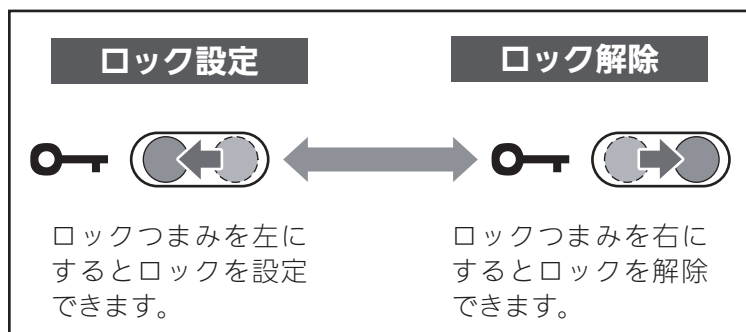 ロック設定
ロックつまみを左に
するとロックを設定
できます。
ロック解除
ロックつまみを右に
するとロックを解除
できます。